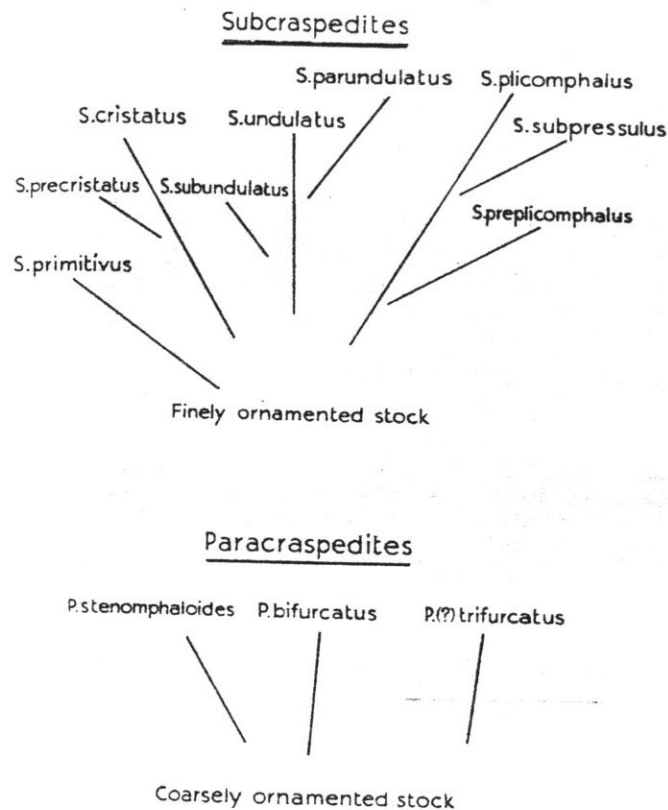 Subcraspedites
S.parundulatus S.plicomphalus
S.cristatus S.undulatus S.subpressulus
S.precristatus S.subundulatus
S.preplicomphalus
S.primitivus
Finely ornamented stock
Paracraspedites
P.stenomphaloides P.bifurcatus P.(?)trifurcatus
Coarsely ornamented stock